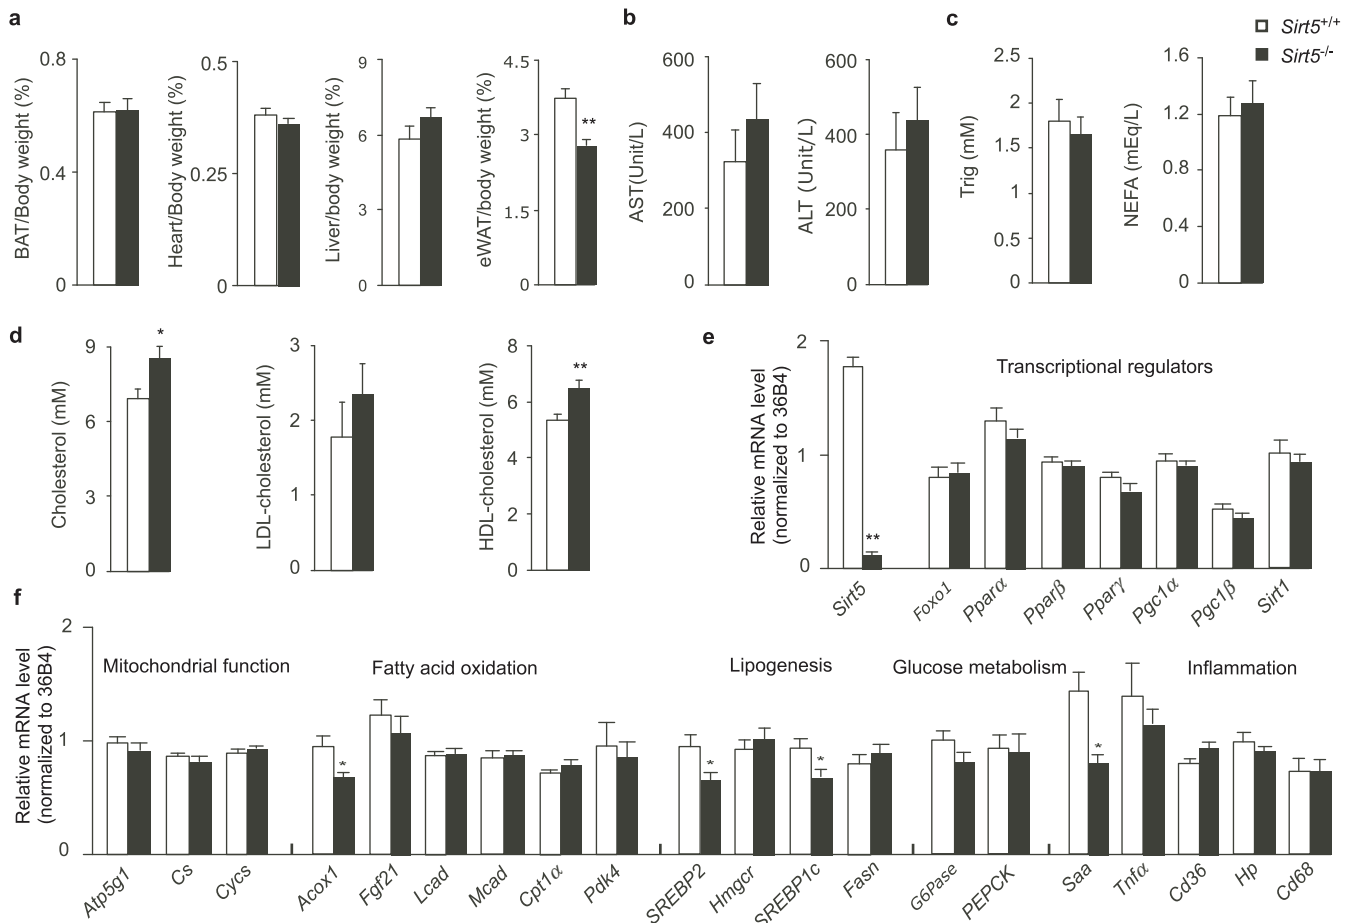 a
BAT/Body weight (%)
0.8
0.4
0
Heart/Body weight (%)
0.5
0.25
0
Liver/body weight (%)
9
6
3
0
eWAT/body weight (%)
4.5
3
1.5
0
**
b
AST(Unit/L)
600
400
200
0
ALT (Unit/L)
600
400
200
0
c
Trig (mM)
2.5
2
1.5
1
0.5
0
NEFA (mEq/L)
1.6
1.2
0.8
0.4
0
Sirt5+/+
Sirt5-/-
d
Cholesterol (mM)
9
6
3
0
*
LDL-cholesterol (mM)
3
2
1
0
HDL-cholesterol (mM)
8
6
4
2
0
**
e
Relative mRNA level
(normalized to 36B4)
2
1
0
Transcriptional regulators
**
Sirt5
Foxo1
Pparα
Pparβ
Pparγ
Pgc1α
Pgc1β
Sirt1
f
Relative mRNA level
(normalized to 36B4)
2
1
0
Mitochondrial function
Fatty acid oxidation
Lipogenesis
Glucose metabolism
Inflammation
*
*
*
*
Atp5g1
Cs
Cycs
Acox1
Fgf21
Lcad
Mcad
Cpt1α
Pdk4
SREBP2
Hmgcr
SREBP1c
Fasn
G6Pase
PEPCK
Saa
Tnfα
Cd36
Hp
Cd68